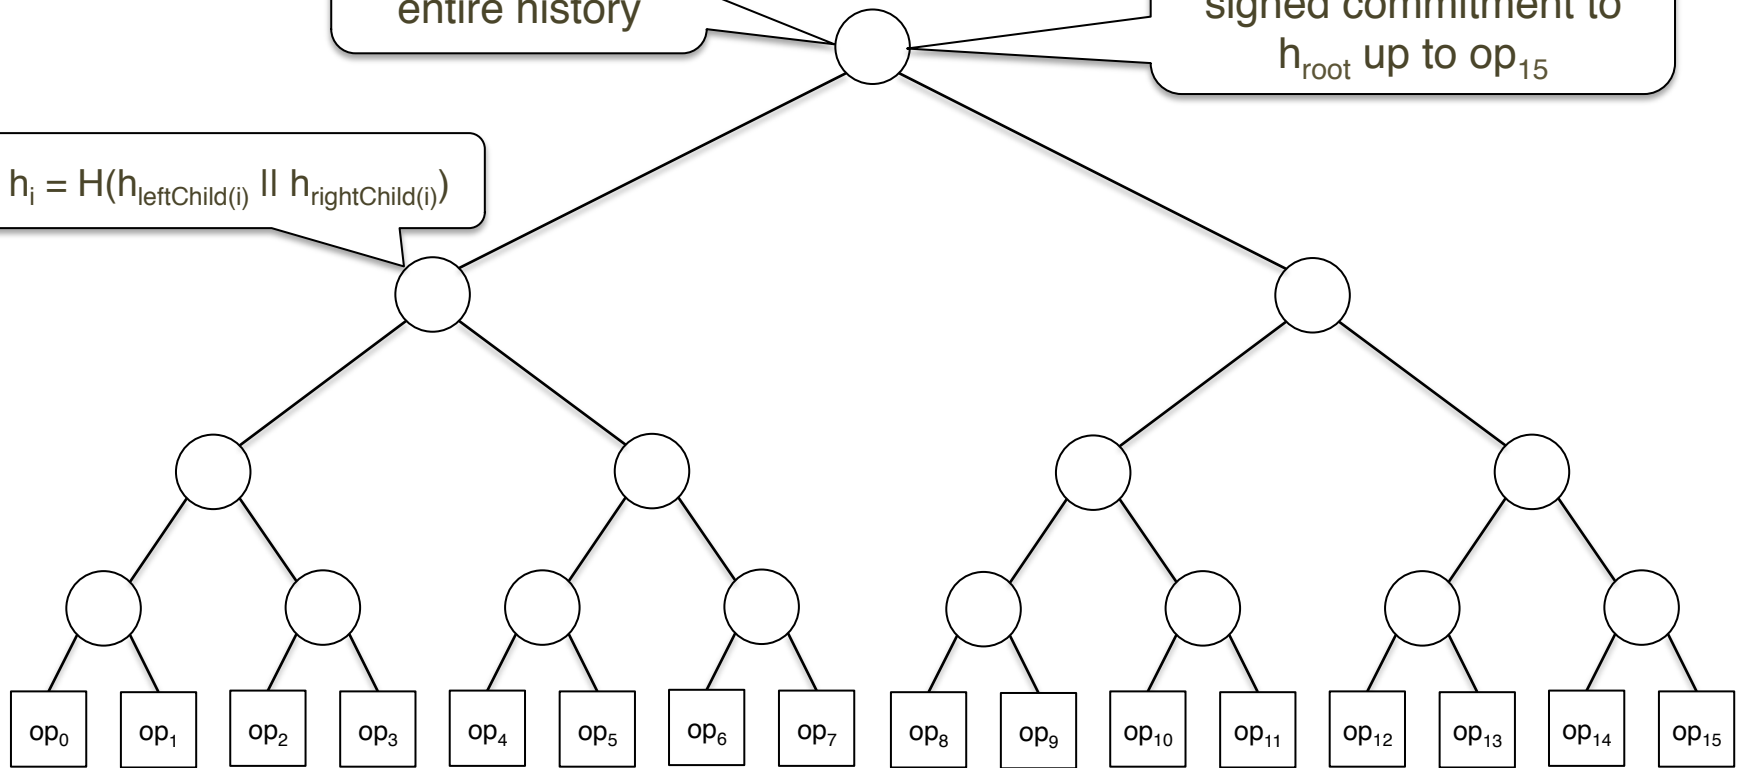 entire history
signed commitment to
h_root up to op_15
h_i = H(h_leftChild(i) || h_rightChild(i))
op_0 op_1 op_2 op_3 op_4 op_5 op_6 op_7 op_8 op_9 op_10 op_11 op_12 op_13 op_14 op_15